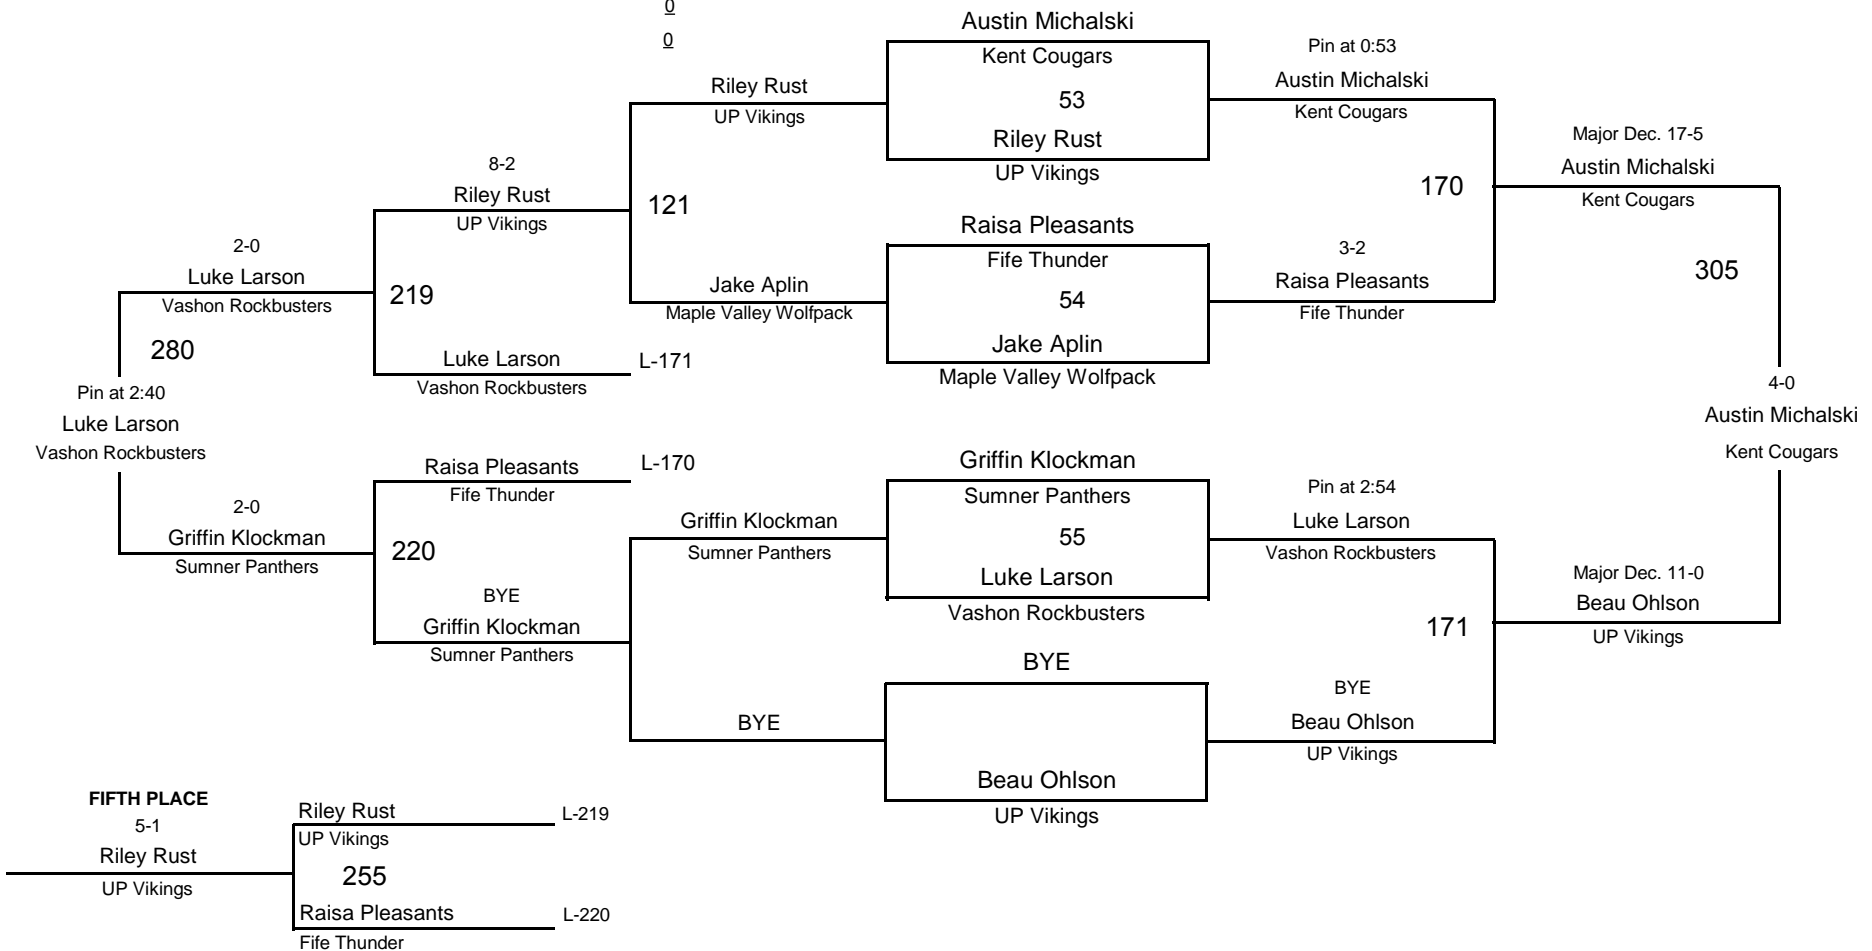 0
0
Austin Michalski
Kent Cougars
53
Riley Rust
UP Vikings
Pin at 0:53
Austin Michalski
Kent Cougars
Riley Rust
UP Vikings
Major Dec. 17-5
Austin Michalski
Kent Cougars
8-2
Riley Rust
UP Vikings
121
170
Raisa Pleasants
Fife Thunder
54
Jake Aplin
Maple Valley Wolfpack
3-2
Raisa Pleasants
Fife Thunder
2-0
Luke Larson
Vashon Rockbusters
219
Jake Aplin
Maple Valley Wolfpack
305
280
Luke Larson
Vashon Rockbusters
L-171
Pin at 2:40
Luke Larson
Vashon Rockbusters
4-0
Austin Michalski
Kent Cougars
Raisa Pleasants
Fife Thunder
L-170
Griffin Klockman
Sumner Panthers
55
Luke Larson
Vashon Rockbusters
Pin at 2:54
Luke Larson
Vashon Rockbusters
2-0
Griffin Klockman
Sumner Panthers
220
Griffin Klockman
Sumner Panthers
BYE
Griffin Klockman
Sumner Panthers
171
Major Dec. 11-0
Beau Ohlson
UP Vikings
BYE
BYE
Beau Ohlson
UP Vikings
BYE
Beau Ohlson
UP Vikings
FIFTH PLACE
5-1
Riley Rust
UP Vikings
Riley Rust
UP Vikings
L-219
255
Raisa Pleasants
Fife Thunder
L-220